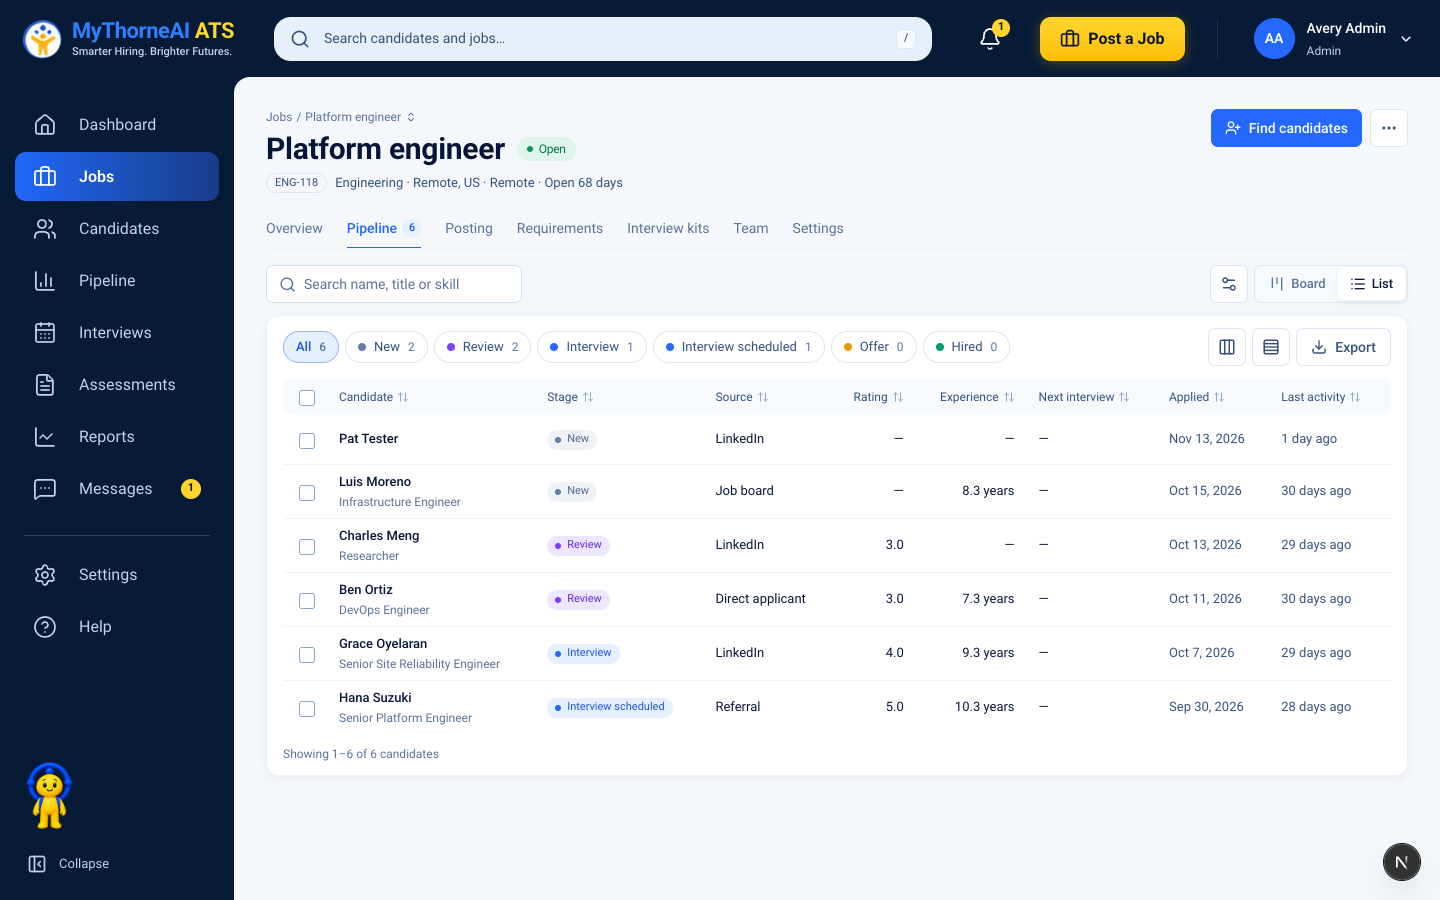 MyThorneAI ATS
Smarter Hiring. Brighter Futures.
Search candidates and jobs...
/
1
Post a Job
AA
Avery Admin
Admin
Dashboard
Jobs
Candidates
Pipeline
Interviews
Assessments
Reports
Messages 1
Settings
Help
Collapse
Jobs / Platform engineer
Platform engineer Open
ENG-118 Engineering · Remote, US · Remote · Open 68 days
Find candidates
Overview Pipeline 6 Posting Requirements Interview kits Team Settings
Search name, title or skill
Board List
All 6 New 2 Review 2 Interview 1 Interview scheduled 1 Offer 0 Hired 0
Export
Candidate Stage Source Rating Experience Next interview Applied Last activity
Pat Tester New LinkedIn — — — Nov 13, 2026 1 day ago
Luis Moreno
Infrastructure Engineer
New Job board — 8.3 years — Oct 15, 2026 30 days ago
Charles Meng
Researcher
Review LinkedIn 3.0 — — Oct 13, 2026 29 days ago
Ben Ortiz
DevOps Engineer
Review Direct applicant 3.0 7.3 years — Oct 11, 2026 30 days ago
Grace Oyelaran
Senior Site Reliability Engineer
Interview LinkedIn 4.0 9.3 years — Oct 7, 2026 29 days ago
Hana Suzuki
Senior Platform Engineer
Interview scheduled Referral 5.0 10.3 years — Sep 30, 2026 28 days ago
Showing 1–6 of 6 candidates
N